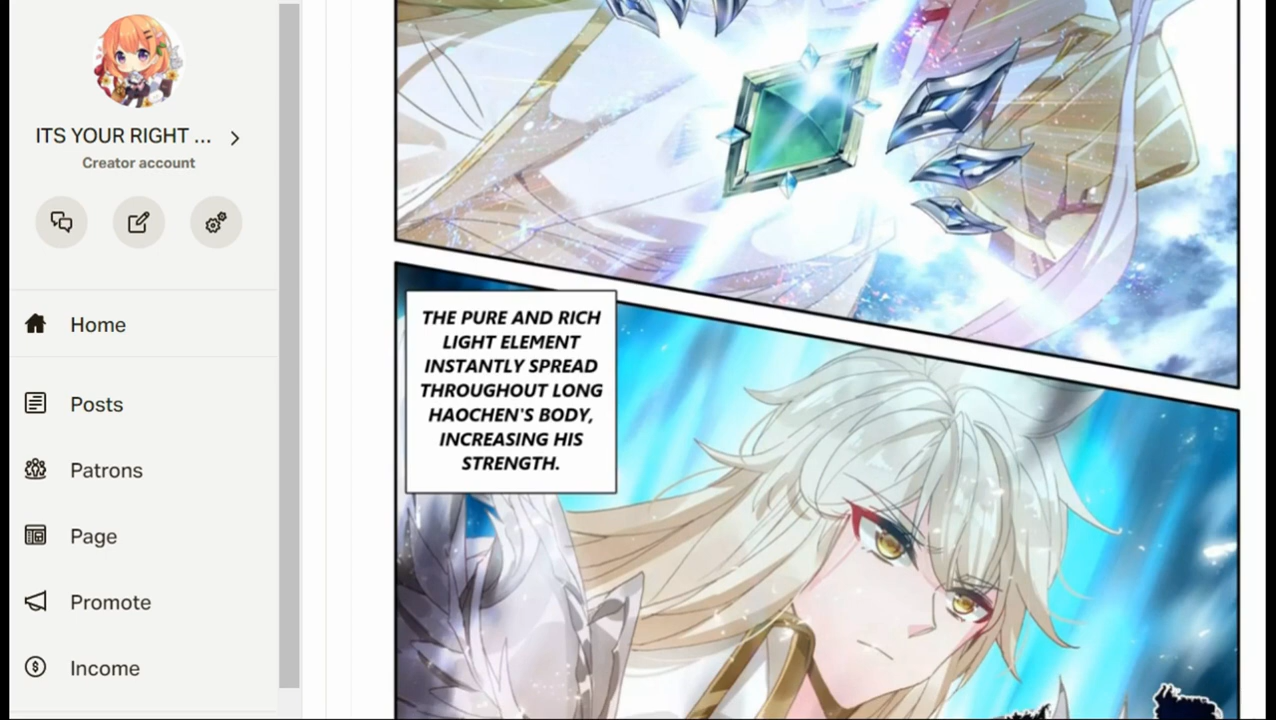 ITS YOUR RIGHT ...
Creator account
Home
Posts
Patrons
Page
Promote
Income
THE PURE AND RICH
LIGHT ELEMENT
INSTANTLY SPREAD
THROUGHOUT LONG
HAOCHEN'S BODY,
INCREASING HIS
STRENGTH.